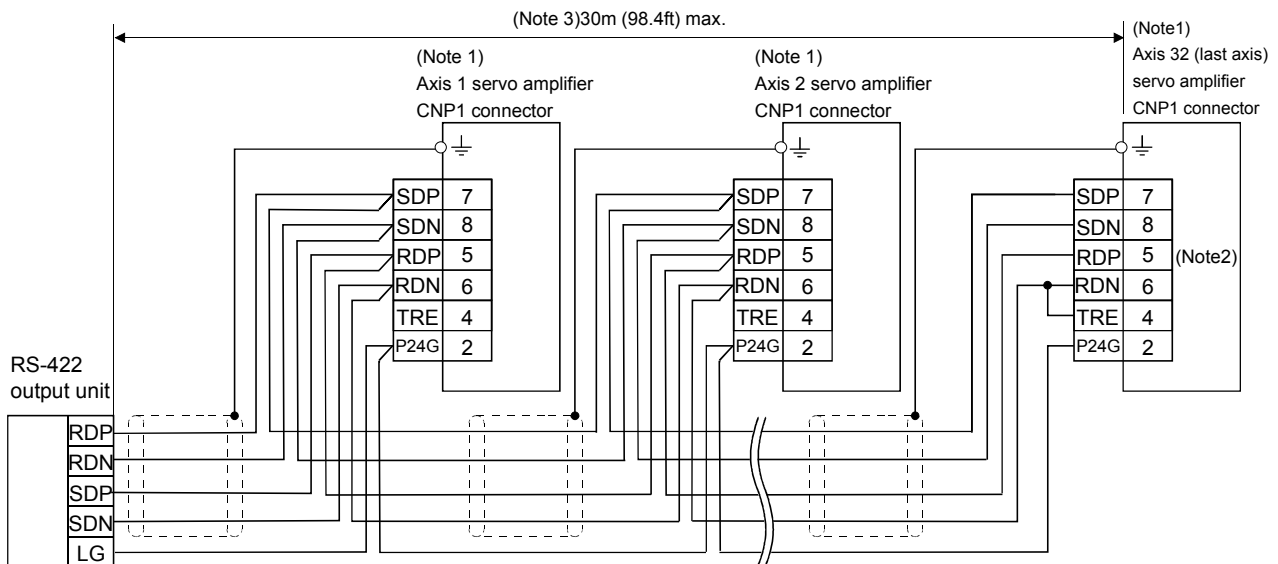 (Note 3)30m (98.4ft) max.
(Note 1)
Axis 1 servo amplifier
CNP1 connector
(Note 1)
Axis 2 servo amplifier
CNP1 connector
(Note1)
Axis 32 (last axis)
servo amplifier
CNP1 connector
SDP 7
SDN 8
RDP 5
RDN 6
TRE 4
P24G 2
SDP 7
SDN 8
RDP 5
RDN 6
TRE 4
P24G 2
SDP 7
SDN 8
RDP 5
RDN 6
TRE 4
P24G 2
(Note2)
RS-422
output unit
RDP
RDN
SDP
SDN
LG